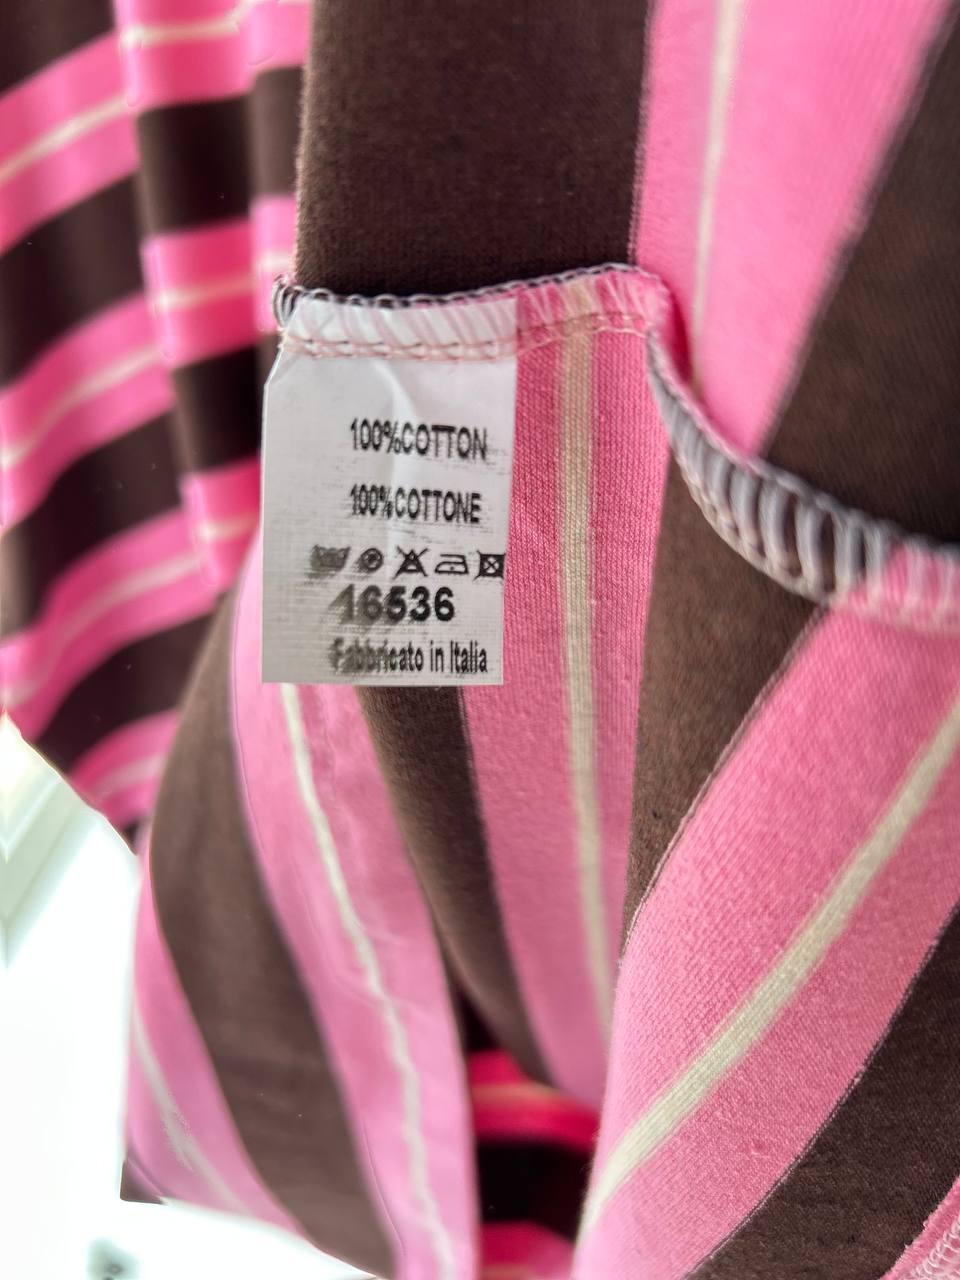 100%COTTON
100%COTTONE
16536
Fabbricato in Italia